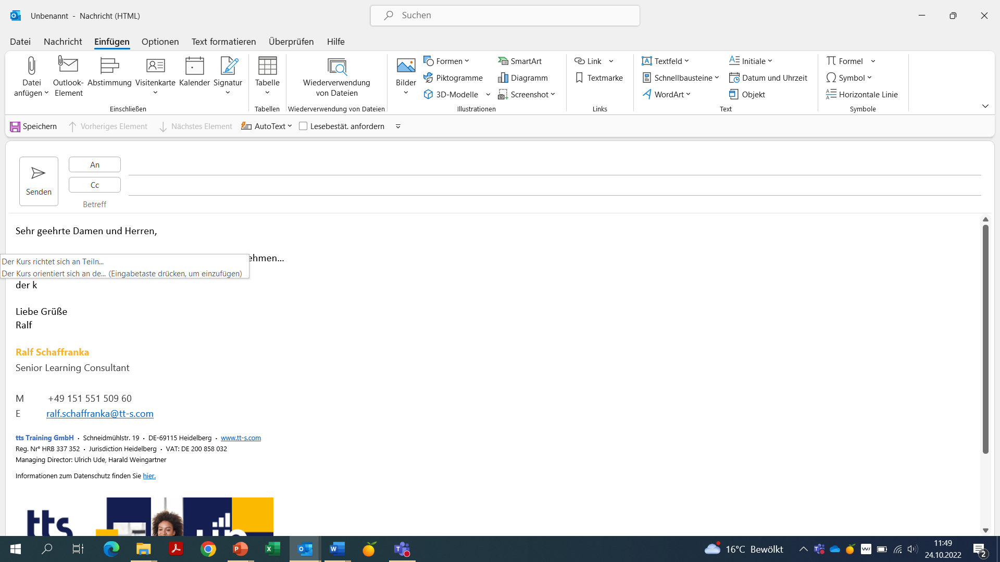 Unbenannt - Nachricht (HTML)
Suchen
Datei Nachricht Einfügen Optionen Text formatieren Überprüfen Hilfe
Datei anfügen
Outlook-Element
Abstimmung
Visitenkarte
Kalender
Signatur
Einschließen
Tabelle
Tabellen
Wiederverwendung von Dateien
Wiederverwendung von Dateien
Bilder
Formen
Piktogramme
3D-Modelle
SmartArt
Diagramm
Screenshot
Illustrationen
Link
Textmarke
Links
Textfeld
Schnellbausteine
WordArt
Initiale
Datum und Uhrzeit
Objekt
Text
Formel
Symbol
Horizontale Linie
Symbole
Speichern Vorheriges Element Nächstes Element AutoText Lesebestät. anfordern
Senden
An
Cc
Betreff
Sehr geehrte Damen und Herren,
ehmen...
Der Kurs richtet sich an Teiln...
Der Kurs orientiert sich an de... (Eingabetaste drücken, um einzufügen)
der k
Liebe Grüße
Ralf
Ralf Schaffranka
Senior Learning Consultant
M +49 151 551 509 60
E ralf.schaffranka@tt-s.com
tts Training GmbH · Schneidmühlstr. 19 · DE-69115 Heidelberg · www.tt-s.com
Reg. Nr° HRB 337 352 · Jurisdiction Heidelberg · VAT: DE 200 858 032
Managing Director: Ulrich Ude, Harald Weingartner
Informationen zum Datenschutz finden Sie hier.
tts
16°C Bewölkt
11:49
24.10.2022
2